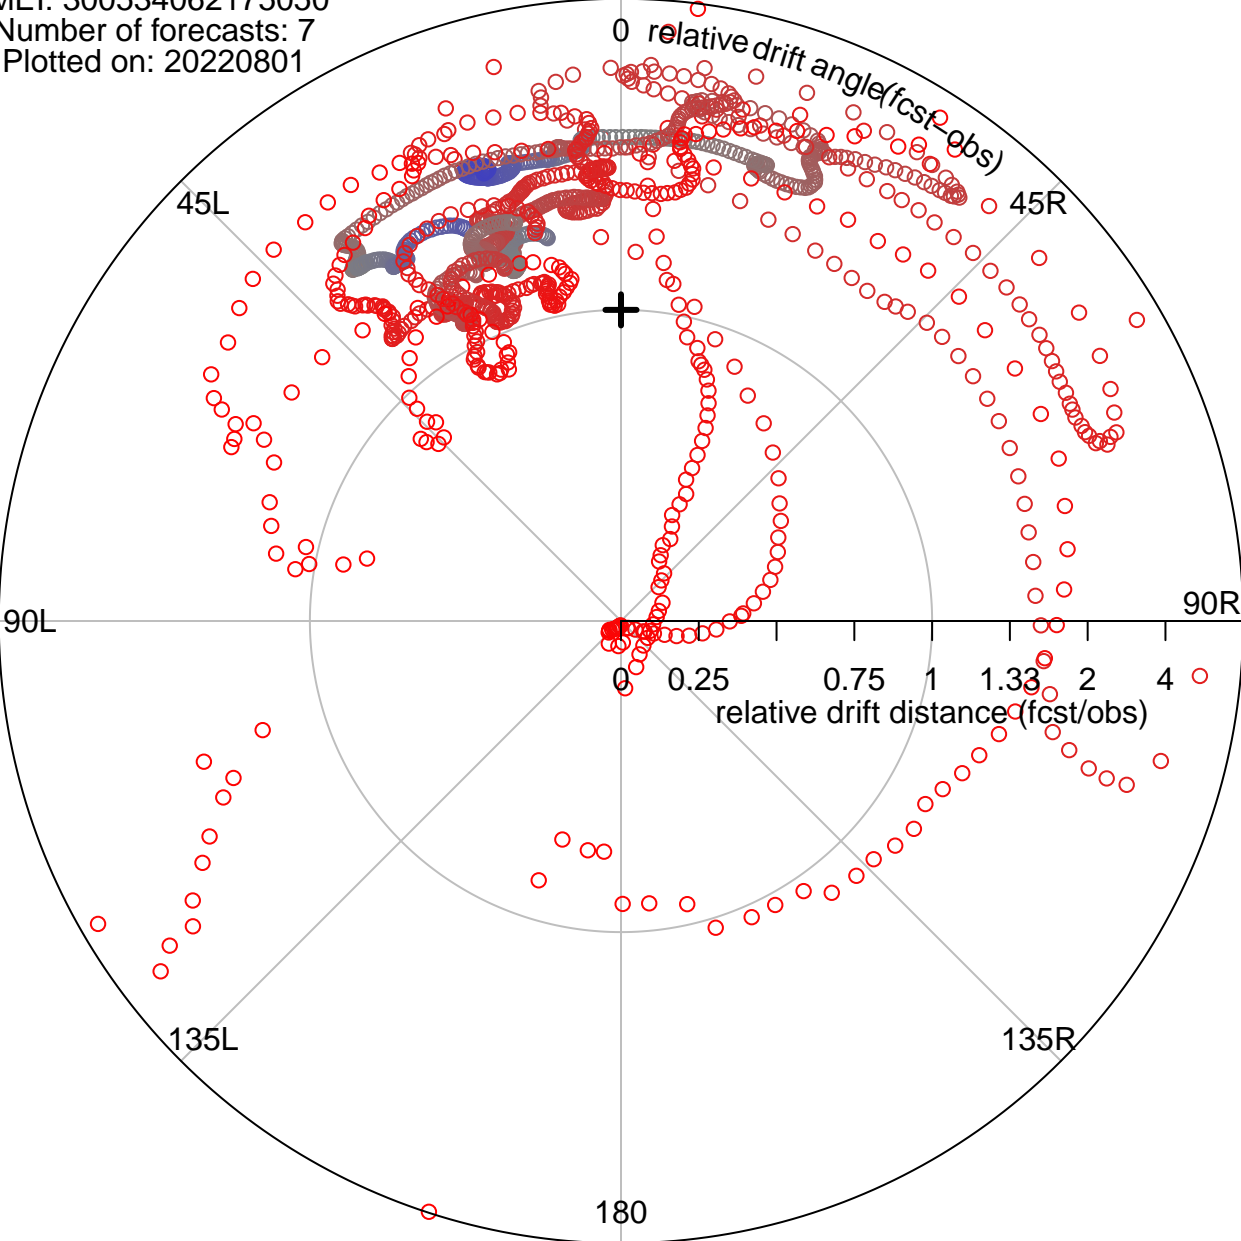 Number of forecasts: 7
Plotted on: 20220801
0
relative drift angle(fcst–obs)
45L
45R
90L
90R
0 0.25 0.75 1 1.33 2 4
relative drift distance (fcst/obs)
135L
135R
180